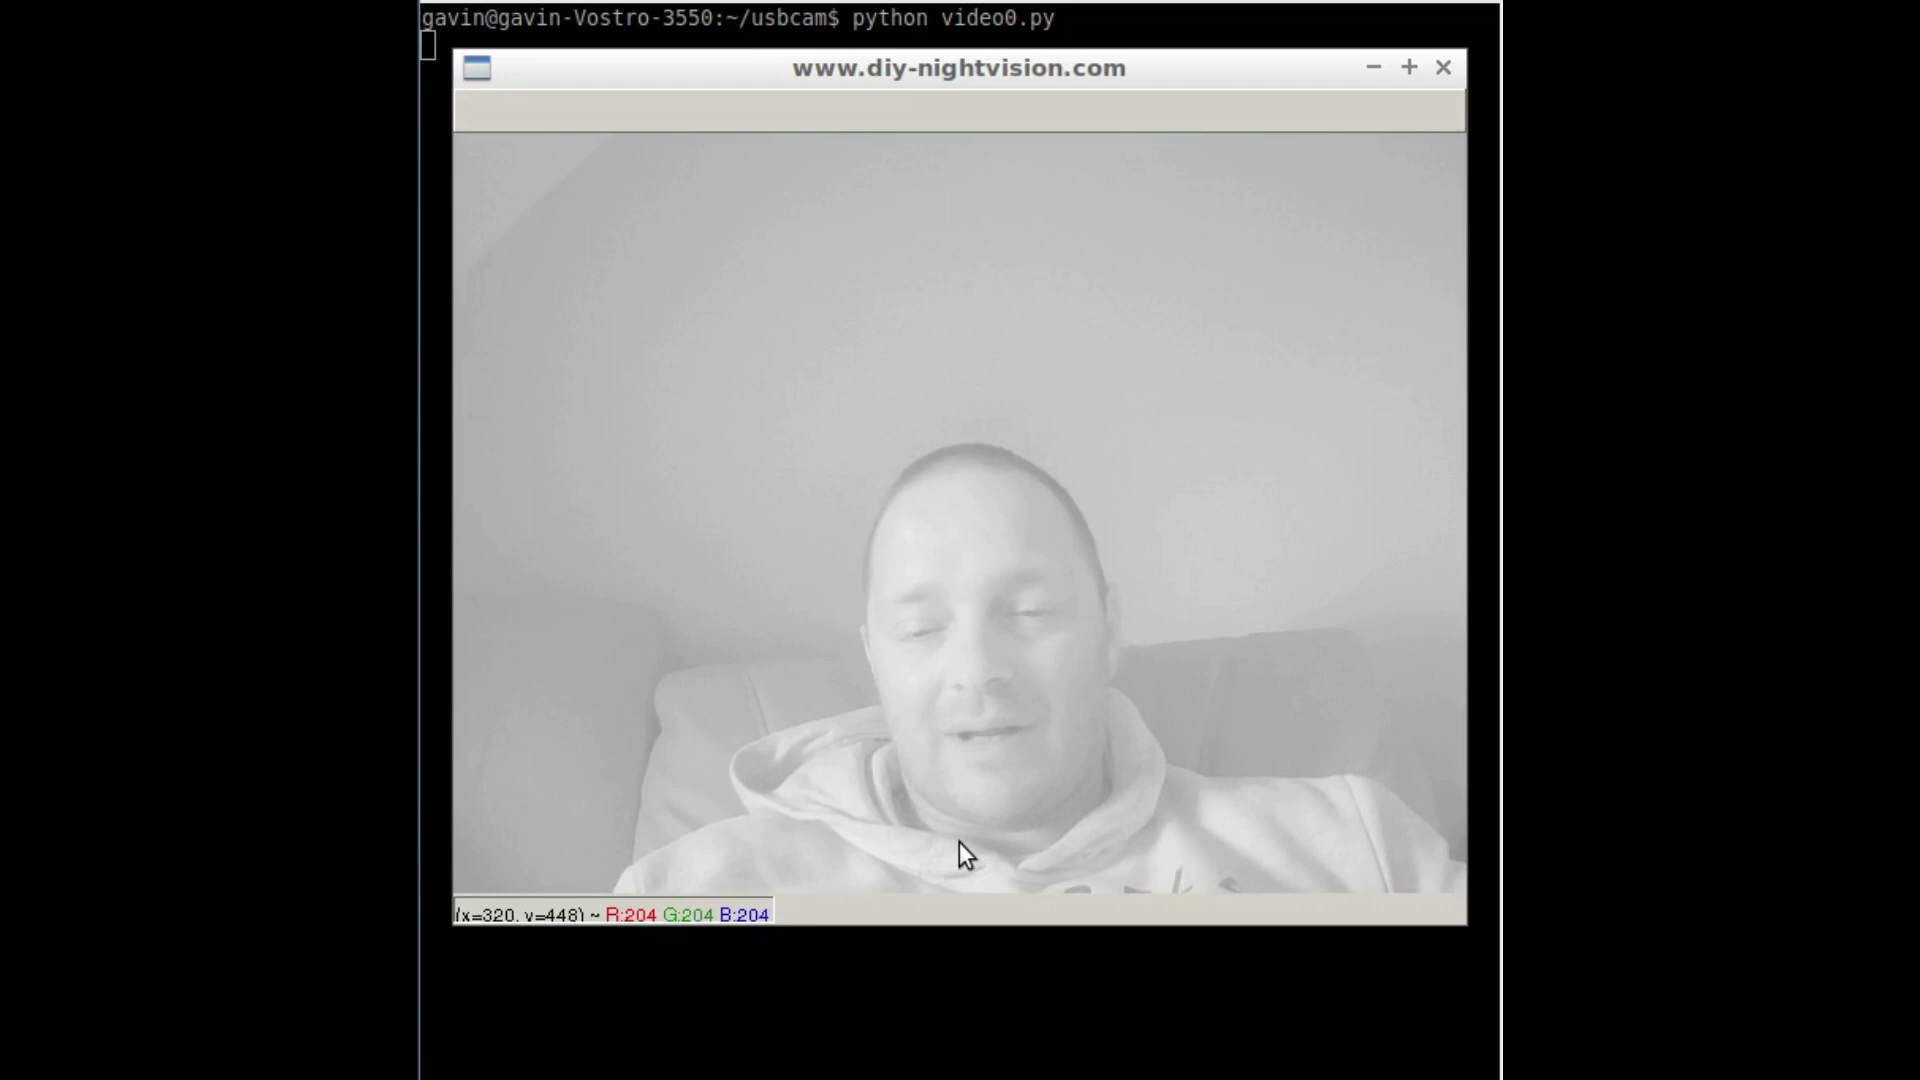 gavin@gavin-Vostro-3550:~/usbcam$ python video0.py
www.diy-nightvision.com
(x=320, y=448) ~ R:204 G:204 B:204